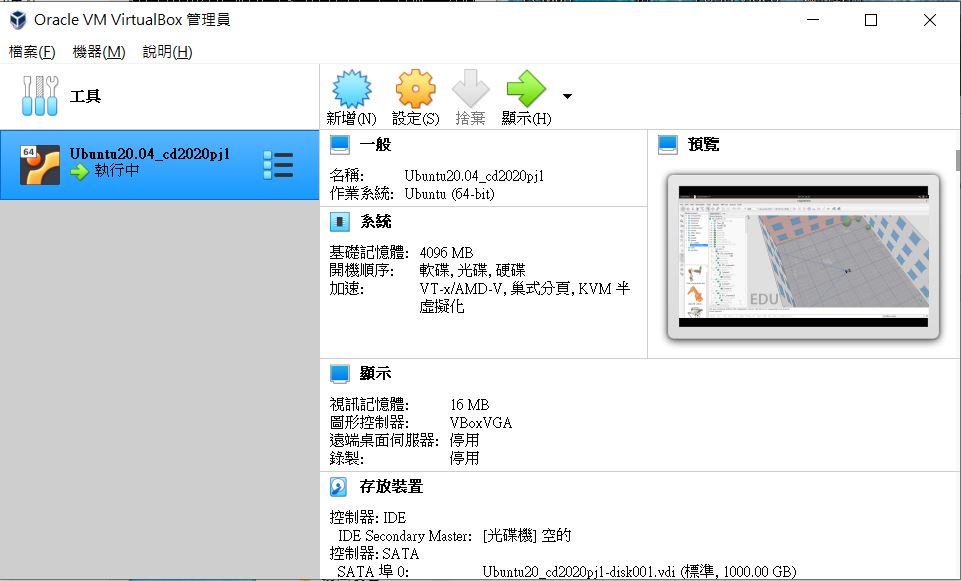 Oracle VM VirtualBox 管理員
檔案(F) 機器(M) 說明(H)
工具
新增(N) 設定(S) 捨棄 顯示(H)
64
Ubuntu20.04_cd2020pj1
執行中
一般
名稱: Ubuntu20.04_cd2020pj1
作業系統: Ubuntu (64-bit)
系統
基礎記憶體: 4096 MB
開機順序: 軟碟, 光碟, 硬碟
加速: VT-x/AMD-V, 巢式分頁, KVM 半
虛擬化
預覽
EDU
顯示
視訊記憶體: 16 MB
圖形控制器: VBoxVGA
遠端桌面伺服器: 停用
錄製: 停用
存放裝置
控制器: IDE
IDE Secondary Master: [光碟機] 空的
控制器: SATA
SATA 埠 0: Ubuntu20_cd2020pj1-disk001.vdi (標準, 1000.00 GB)